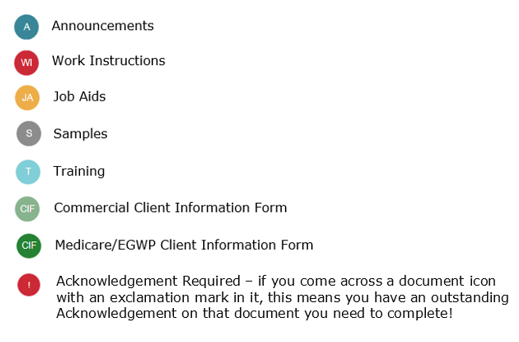 A Announcements
WI Work Instructions
JA Job Aids
S Samples
T Training
CIF Commercial Client Information Form
CIF Medicare/EGWP Client Information Form
! Acknowledgement Required – if you come across a document icon
with an exclamation mark in it, this means you have an outstanding
Acknowledgement on that document you need to complete!